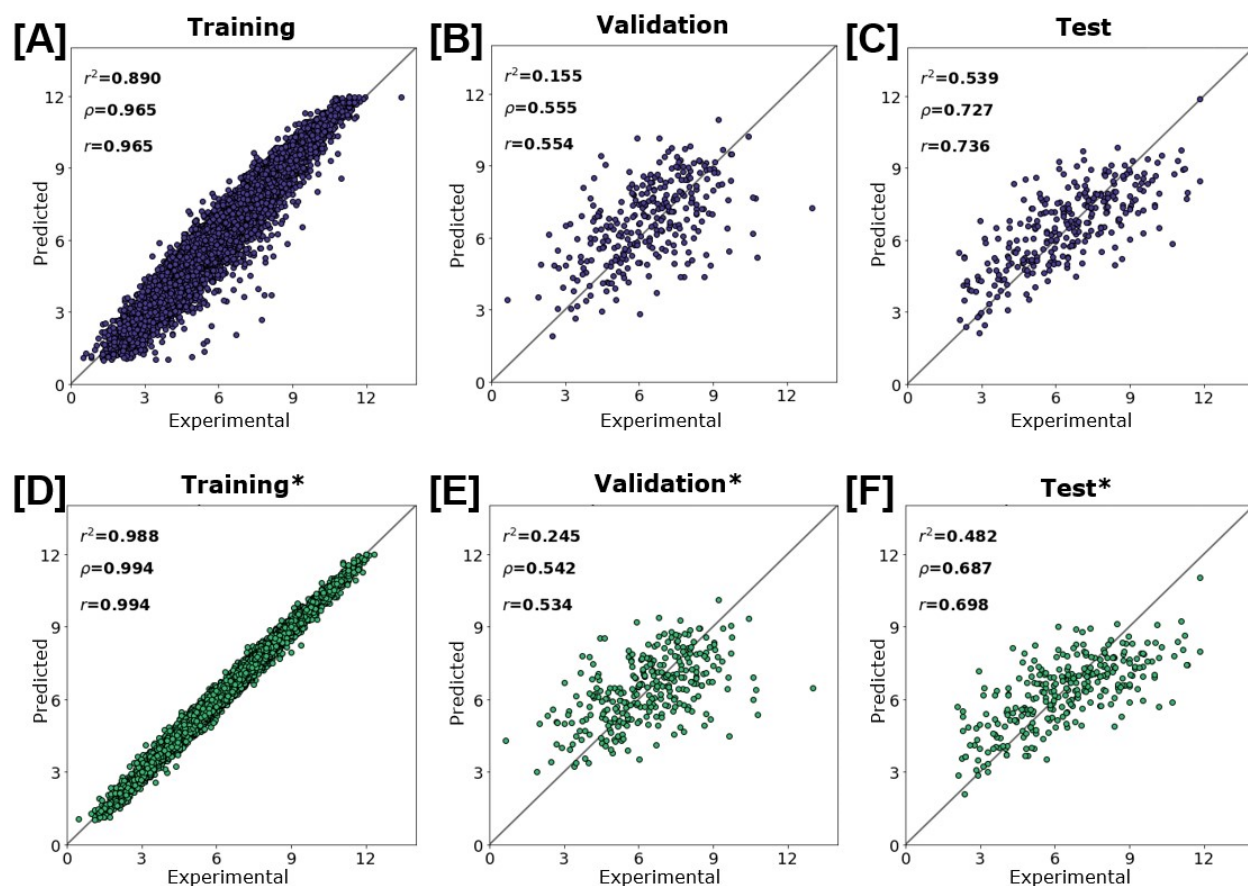 [A] Training
r²=0.890
ρ=0.965
r=0.965
Predicted
12
9
6
3
0
0 3 6 9 12
Experimental
[B] Validation
r²=0.155
ρ=0.555
r=0.554
Predicted
12
9
6
3
0
0 3 6 9 12
Experimental
[C] Test
r²=0.539
ρ=0.727
r=0.736
Predicted
12
9
6
3
0
0 3 6 9 12
Experimental
[D] Training*
r²=0.988
ρ=0.994
r=0.994
Predicted
12
9
6
3
0
0 3 6 9 12
Experimental
[E] Validation*
r²=0.245
ρ=0.542
r=0.534
Predicted
12
9
6
3
0
0 3 6 9 12
Experimental
[F] Test*
r²=0.482
ρ=0.687
r=0.698
Predicted
12
9
6
3
0
0 3 6 9 12
Experimental